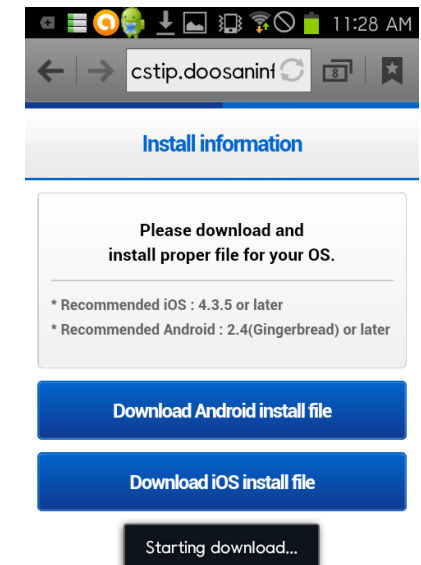 11:28 AM
cstip.doosaninf
8
Install information
Please download and
install proper file for your OS.
* Recommended iOS : 4.3.5 or later
* Recommended Android : 2.4(Gingerbread) or later
Download Android install file
Download iOS install file
Starting download...